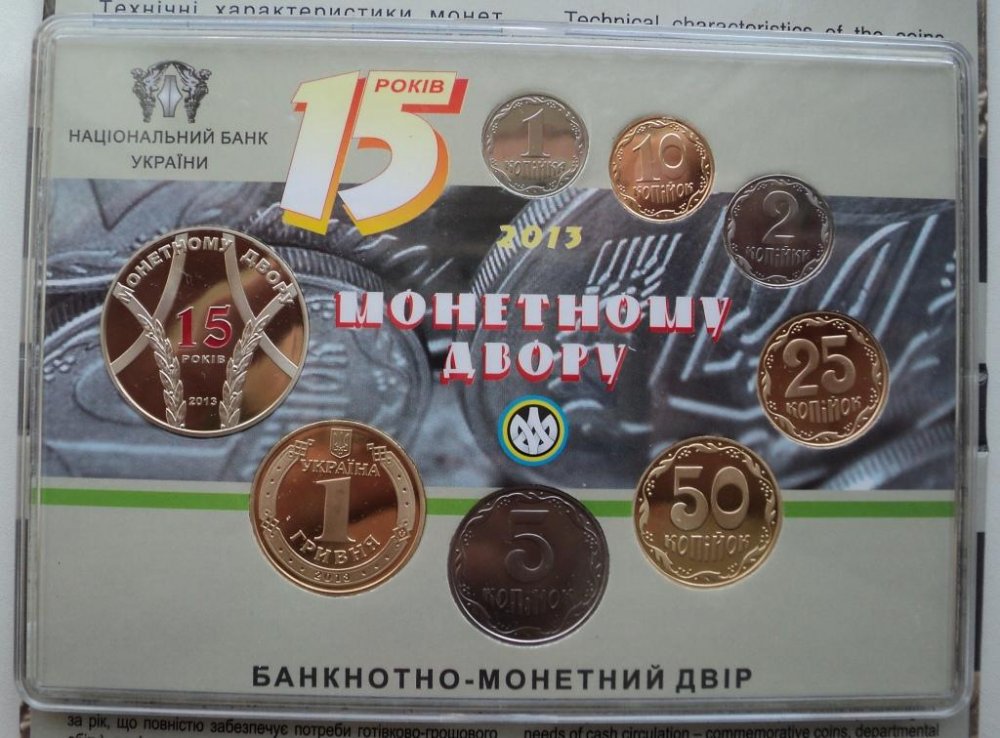 Технічні характеристики монет
Technical characteristics of the coins
НАЦІОНАЛЬНИЙ БАНК
УКРАЇНИ
15
РОКІВ
1
КОПІЙКА
10
КОПІЙОК
2
КОПІЙКИ
2013
МОНЕТНОМУ
ДВОРУ
МОНЕТНОМУ ДВОРУ
15
РОКІВ
2013
25
КОПІЙОК
УКРАЇНА
1
ГРИВНЯ
2013
5
КОПІЙОК
50
КОПІЙОК
БАНКНОТНО-МОНЕТНИЙ ДВІР
за рік, що повністю забезпечує потреби готівково-грошового
needs of cash circulation – commemorative coins, departmental